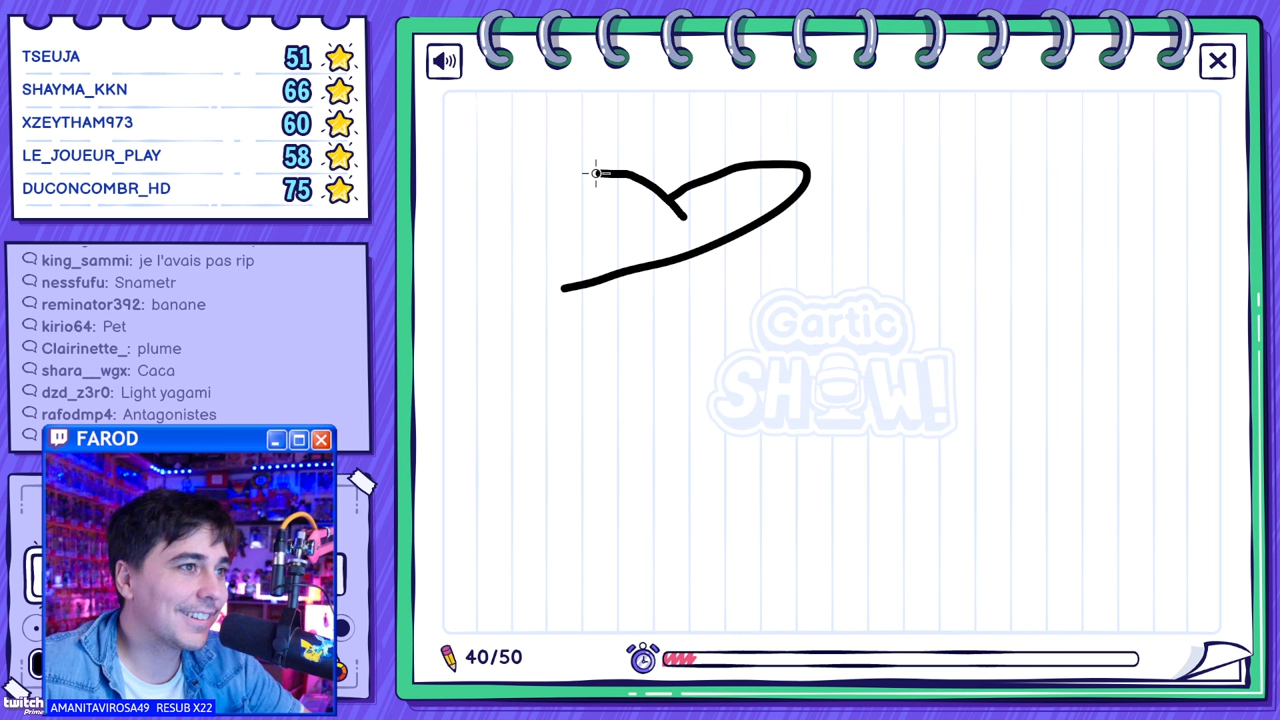 TSEUJA 51
SHAYMA_KKN 66
XZEYTHAM973 60
LE_JOUEUR_PLAY 58
DUCONCOMBR_HD 75
king_sammi: je l'avais pas rip
nessfufu: Snametr
reminator392: banane
kirio64: Pet
Clairinette_: plume
shara__wgx: Caca
dzd_z3r0: Light yagami
rafodmp4: Antagonistes
FAROD
Gartic
SHOW!
40/50
twitch
Prime
AMANITAVIROSA49 RESUB X22